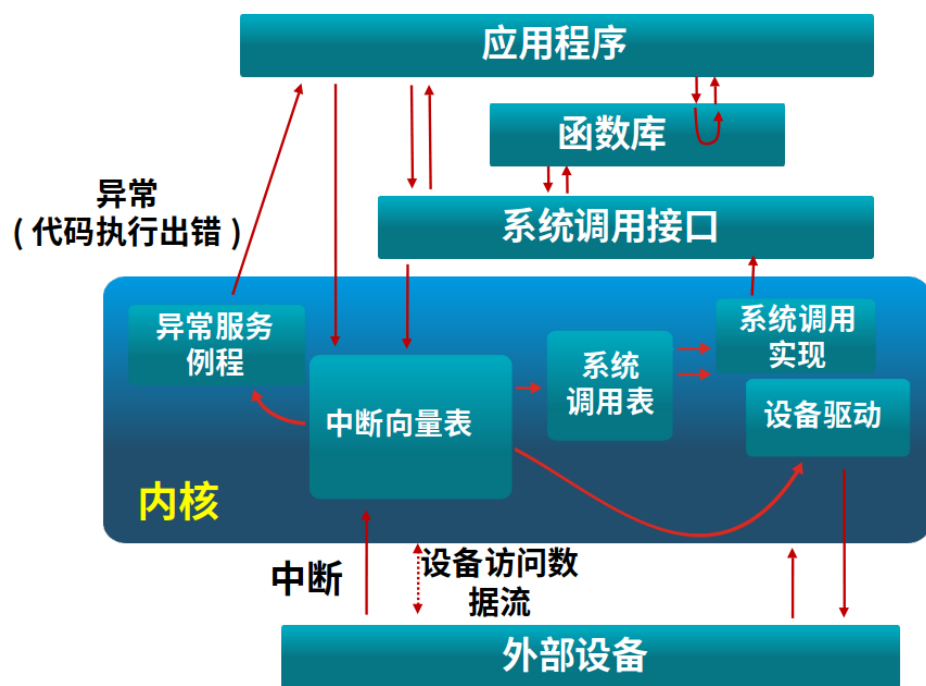 应用程序
函数库
异常
（代码执行出错）
系统调用接口
异常服务
例程
系统调用
实现
系统
调用表
中断向量表
设备驱动
内核
中断
设备访问数
据流
外部设备